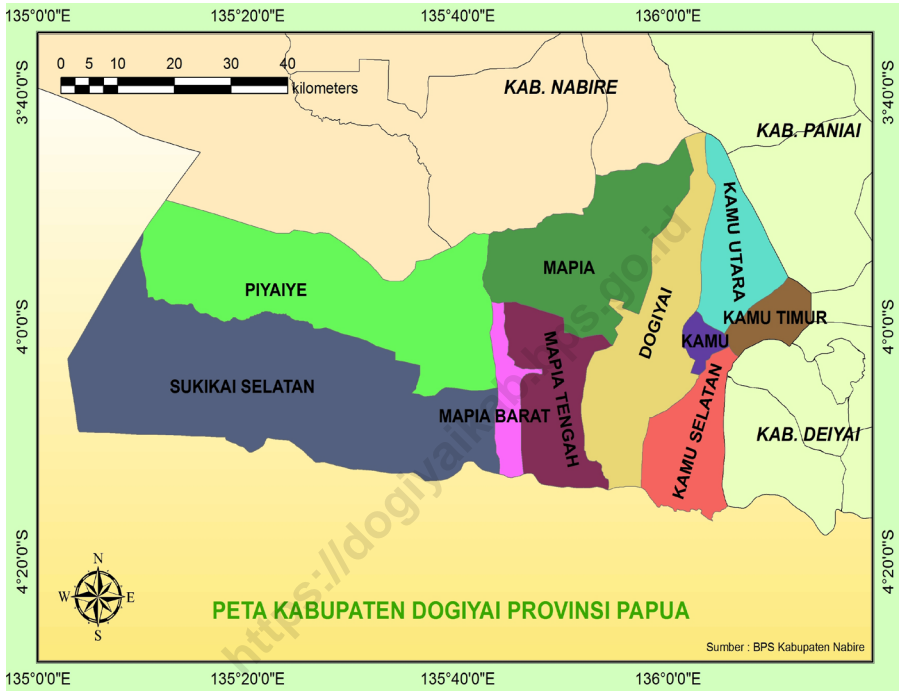 135°0'0"E 135°20'0"E 135°40'0"E 136°0'0"E
0 5 10 20 30 40
kilometers
3°40'0"S 3°40'0"S
KAB. NABIRE
KAB. PANIAI
KAMU UTARA
MAPIA
PIYAIYE
DOGIYAI
4°0'0"S 4°0'0"S
KAMU TIMUR
KAMU
SUKIKAI SELATAN
MAPIA TENGAH
MAPIA BARAT
KAMU SELATAN
KAB. DEIYAI
4°20'0"S 4°20'0"S
N
W E
S
PETA KABUPATEN DOGIYAI PROVINSI PAPUA
Sumber : BPS Kabupaten Nabire
135°0'0"E 135°20'0"E 135°40'0"E 136°0'0"E
https://dogiyaikab.bps.go.id